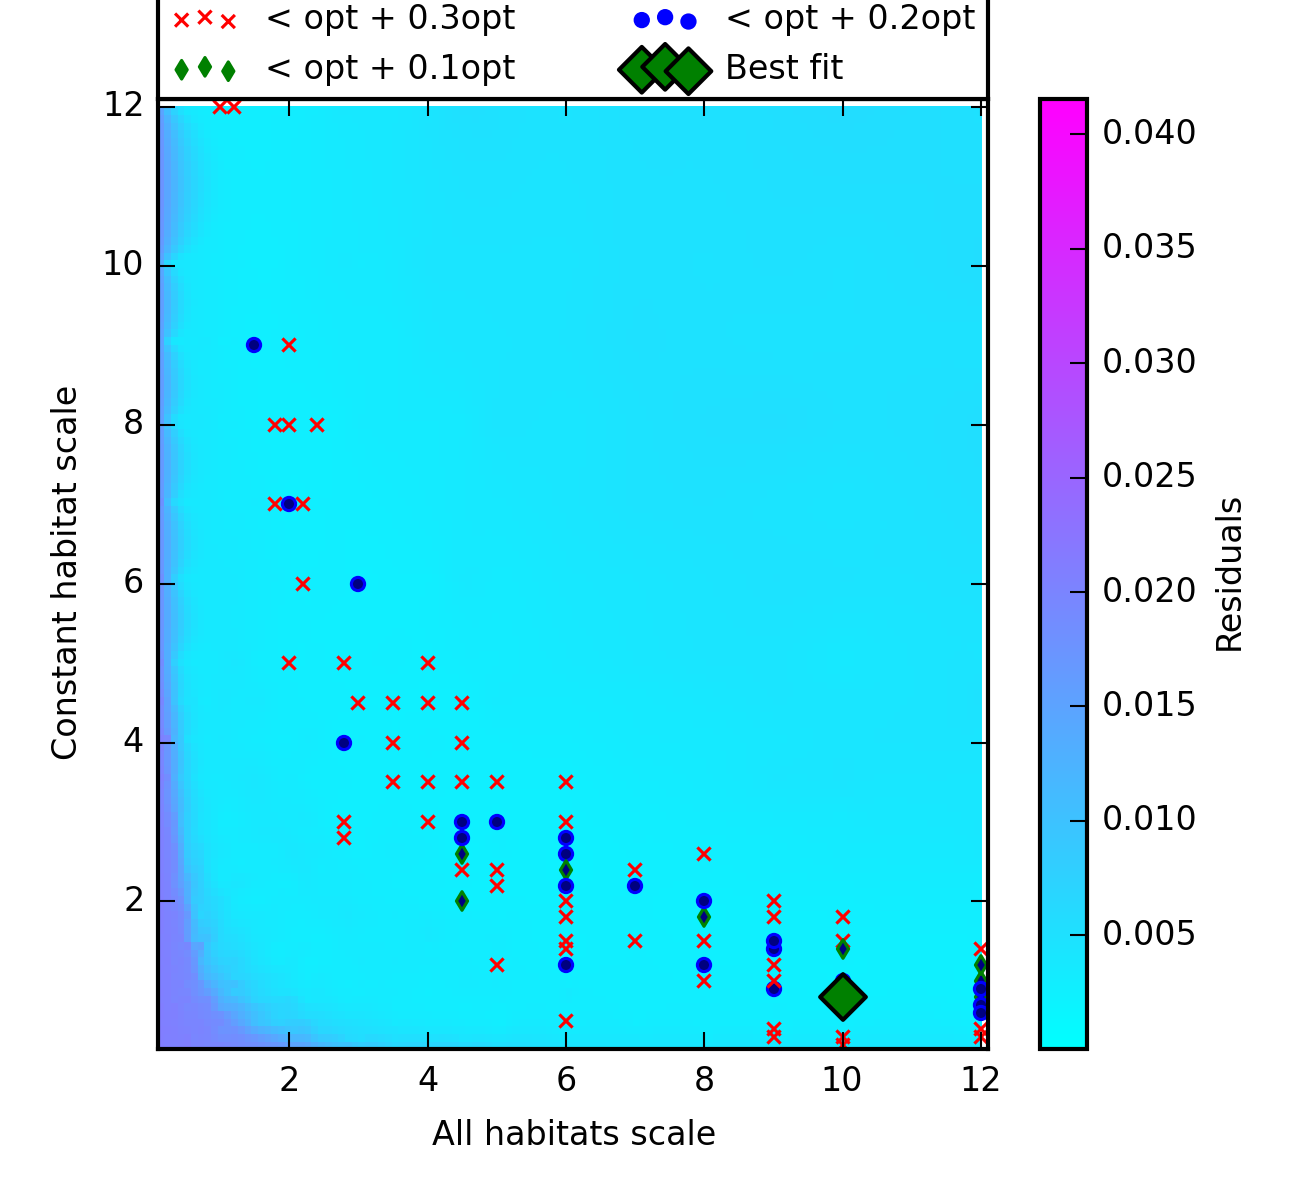 < opt + 0.3opt
< opt + 0.2opt
< opt + 0.1opt
Best fit
12
10
8
6
4
2
Constant habitat scale
2
4
6
8
10
12
All habitats scale
0.040
0.035
0.030
0.025
0.020
0.015
0.010
0.005
Residuals